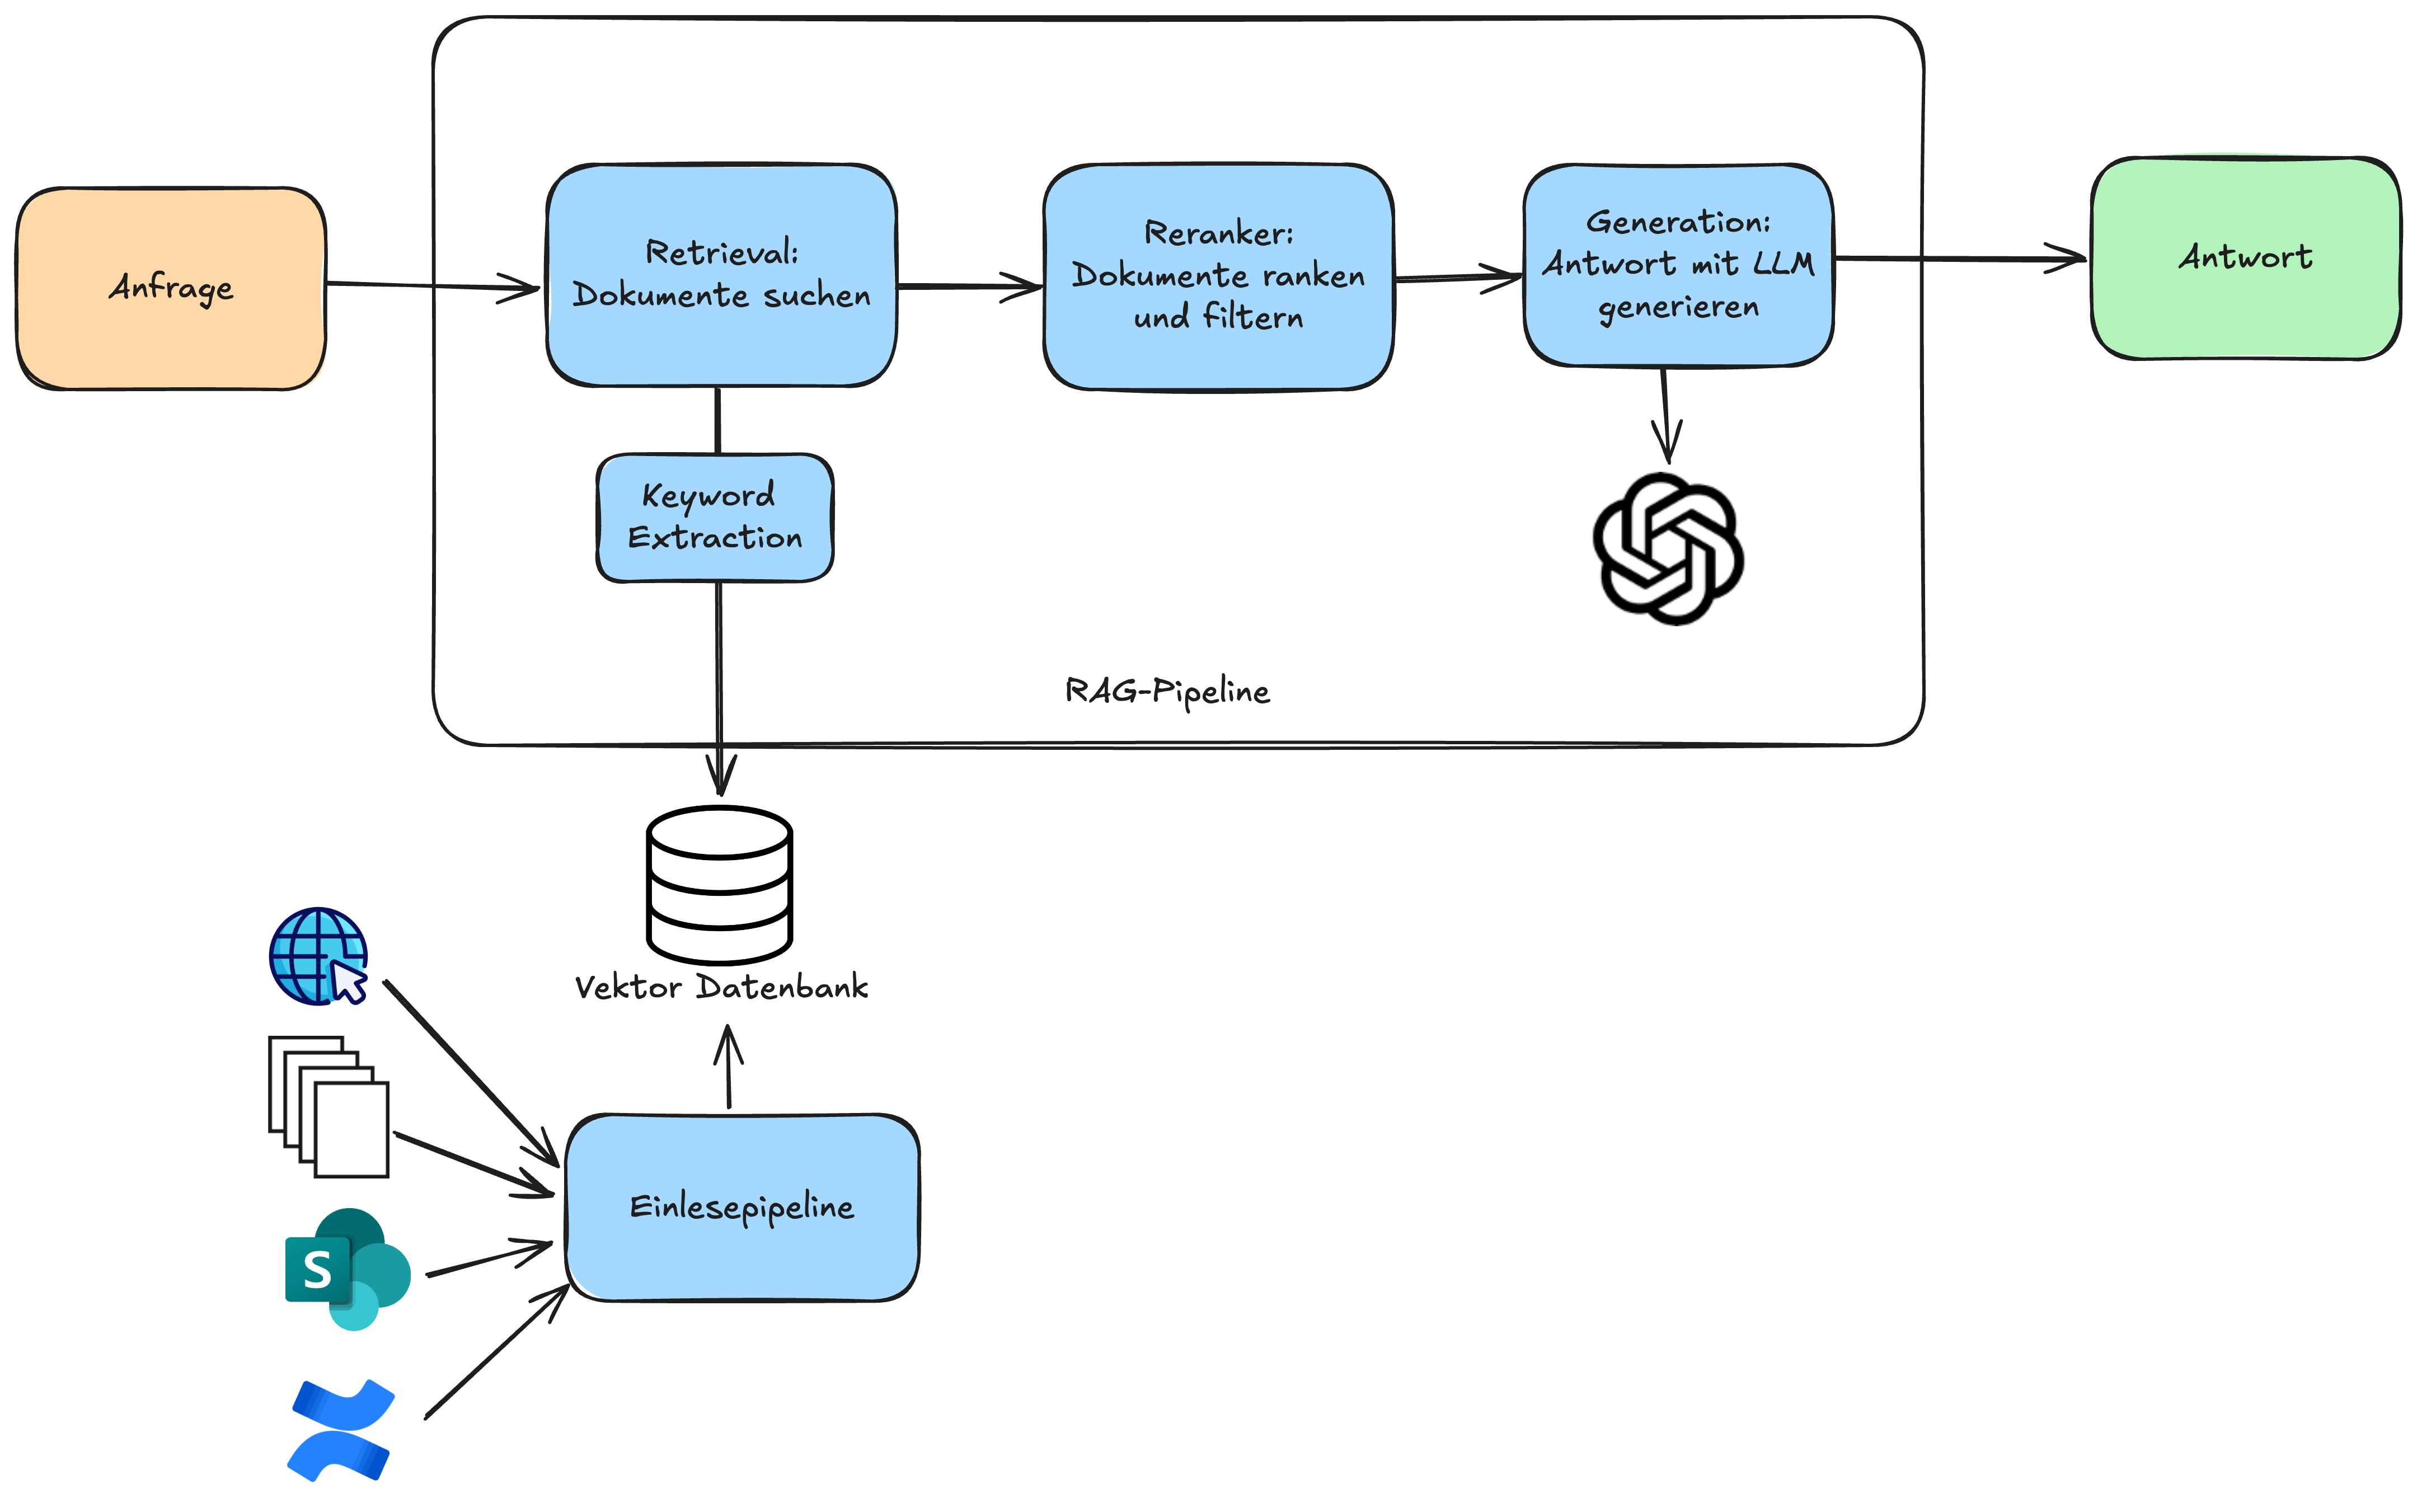 Anfrage
Retrieval:
Dokumente suchen
Reranker:
Dokumente ranken
und filtern
Generation:
Antwort mit LLM
generieren
Antwort
Keyword
Extraction
RAG-Pipeline
Vektor Datenbank
S
Einlesepipeline